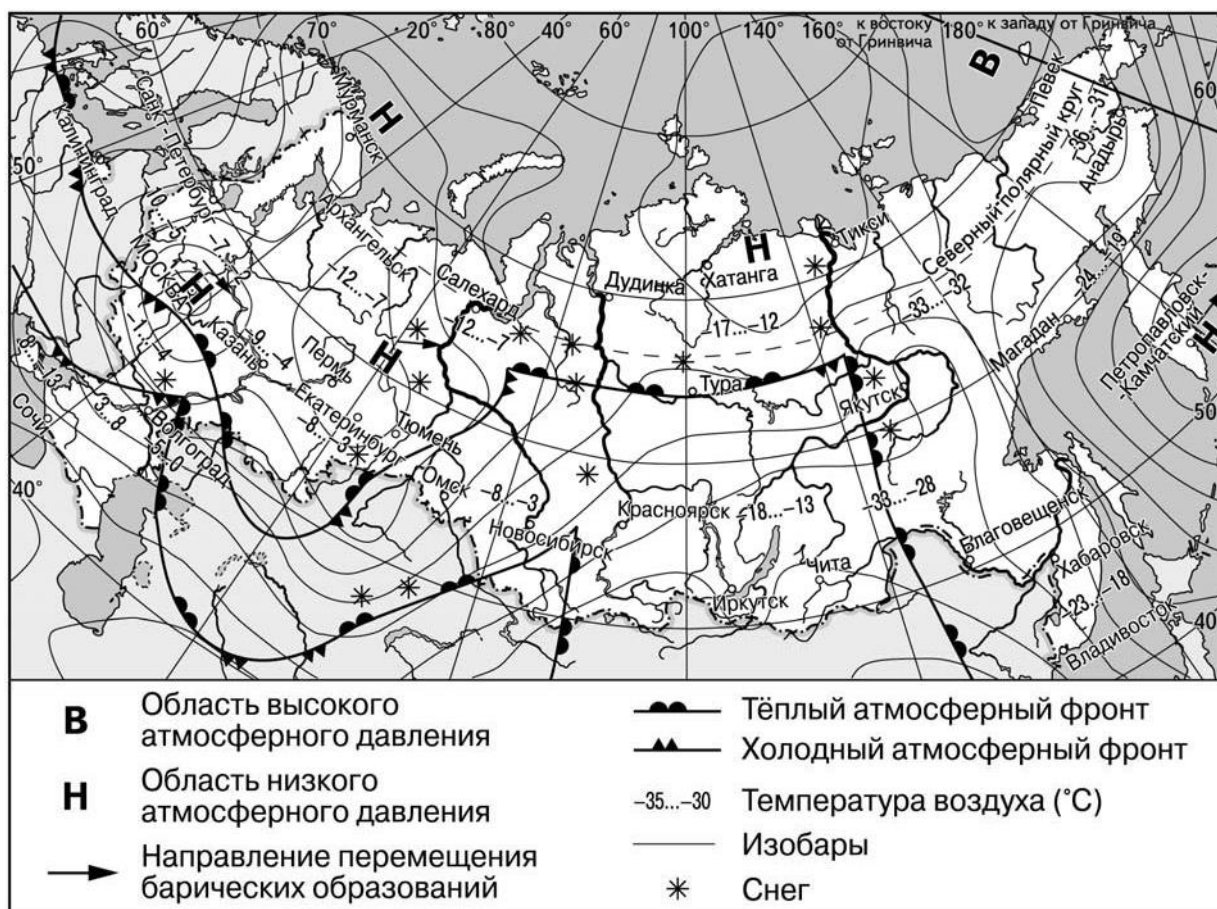 60° 70° 20° 40° 60° 100° 140° 160° 180°
к востоку от Гринвича
к западу от Гринвича
В
60°
Н
Мурманск
Певек
Санкт-Петербург
Калининград
Северный полярный круг
-36...-31
Анадырь
50°
МОСКВА
Н
-7...-2
Архангельск
-12...-7
Салехард
-12...-7
Дудинка
Хатанга
Н
Тикси
-17...-12
-33...-32
-24...-19
Магадан
Петропавловск-
-Камчатский
Н
-9...-4
Казань
Пермь
Н
Тура
Якутск
50°
-8...-13
Сочи
3...8
Волгоград
-5...0
Екатеринбург
-8...-3
Тюмень
Омск
-8...-3
Новосибирск
Красноярск
-18...-13
-33...-28
Благовещенск
Хабаровск
40°
Иркутск
Чита
-23...-18
Владивосток
40°
В Область высокого
атмосферного давления
Н Область низкого
атмосферного давления
Направление перемещения
барических образований
Тёплый атмосферный фронт
Холодный атмосферный фронт
-35...-30 Температура воздуха (°С)
Изобары
Снег